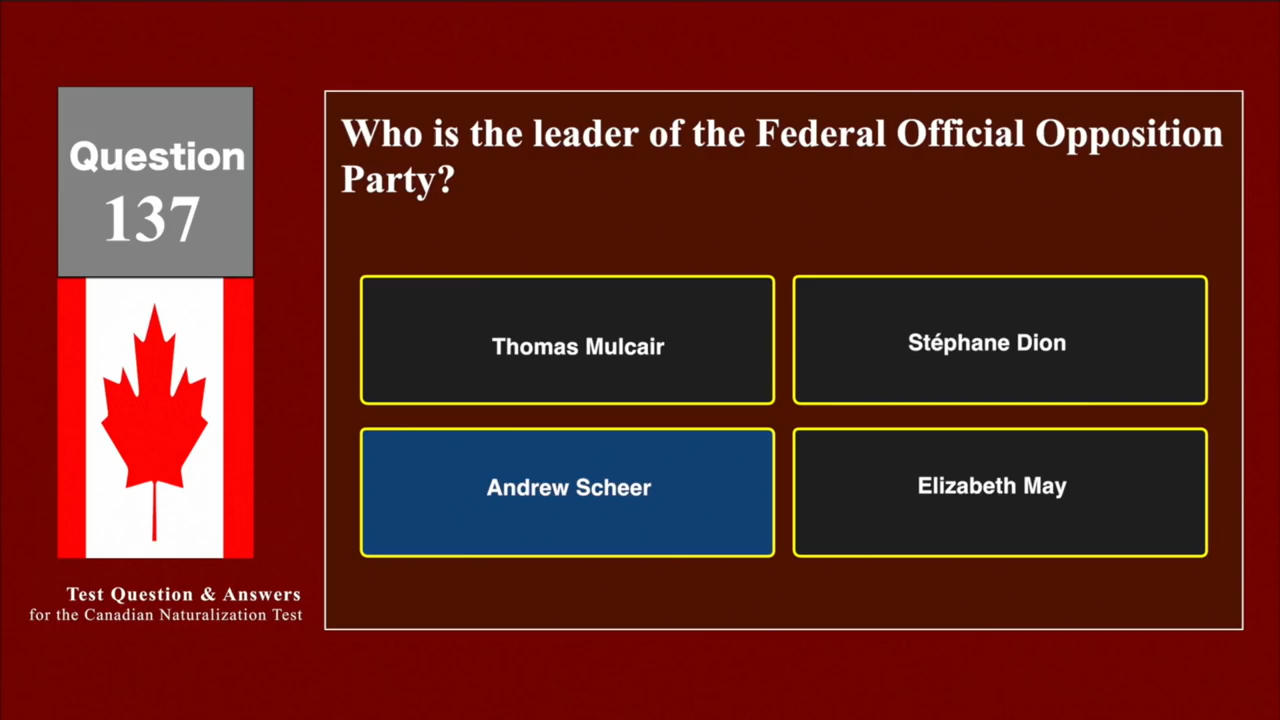 Question
137
Who is the leader of the Federal Official Opposition
Party?
Thomas Mulcair
Stéphane Dion
Andrew Scheer
Elizabeth May
Test Question & Answers
for the Canadian Naturalization Test